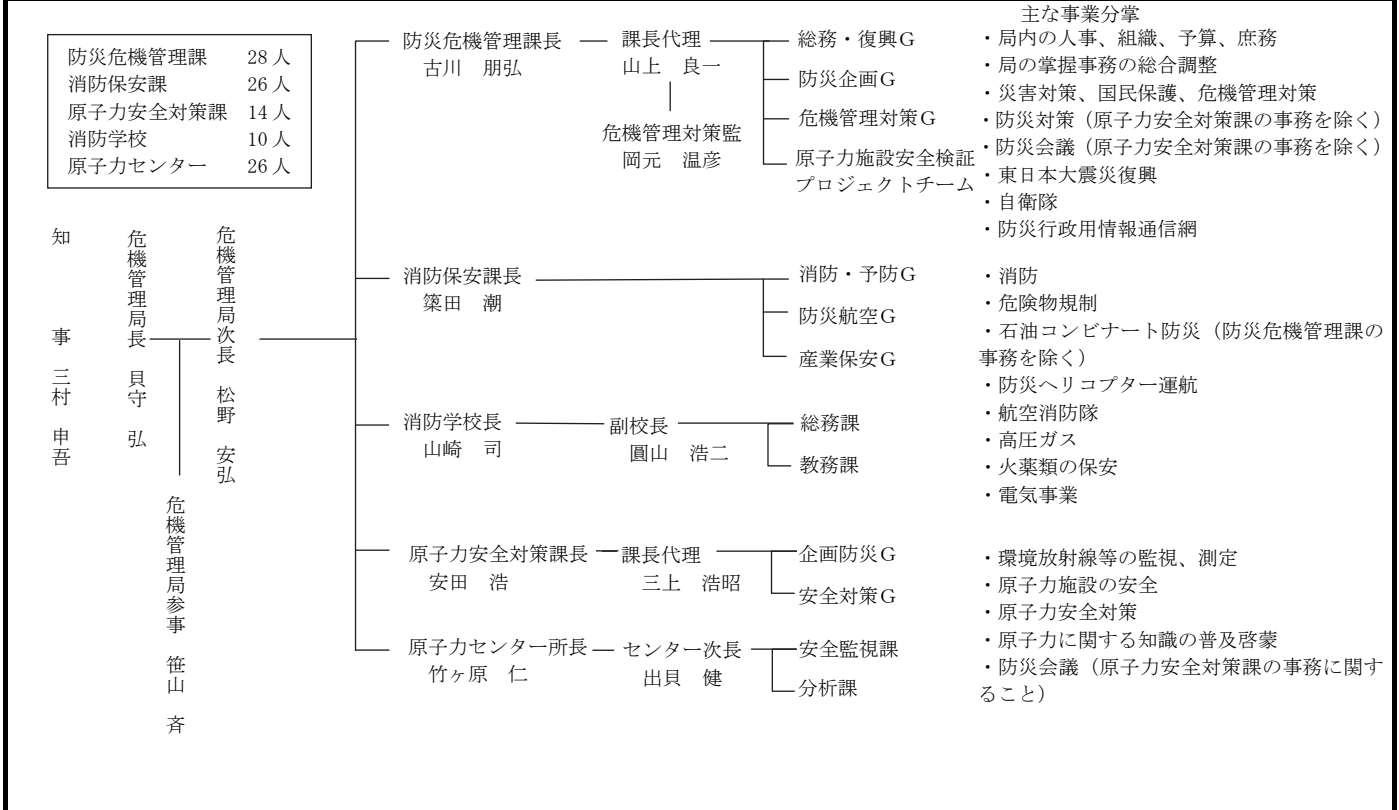 防災危機管理課 28人
消防保安課 26人
原子力安全対策課 14人
消防学校 10人
原子力センター 26人
知事 三村 申吾
危機管理局長 貝守 弘
危機管理局次長 松野 安弘
危機管理局参事 笹山 斉
防災危機管理課長
古川 朋弘
課長代理
山上 良一
危機管理対策監
岡元 温彦
総務・復興G
防災企画G
危機管理対策G
原子力施設安全検証
プロジェクトチーム
主な事業分掌
・局内の人事、組織、予算、庶務
・局の掌握事務の総合調整
・災害対策、国民保護、危機管理対策
・防災対策（原子力安全対策課の事務を除く）
・防災会議（原子力安全対策課の事務を除く）
・東日本大震災復興
・自衛隊
・防災行政用情報通信網
消防保安課長
築田 潮
消防・予防G
防災航空G
産業保安G
・消防
・危険物規制
・石油コンビナート防災（防災危機管理課の
事務を除く）
・防災ヘリコプター運航
・航空消防隊
・高圧ガス
・火薬類の保安
・電気事業
消防学校長
山崎 司
副校長
圓山 浩二
総務課
教務課
原子力安全対策課長
安田 浩
課長代理
三上 浩昭
企画防災G
安全対策G
・環境放射線等の監視、測定
・原子力施設の安全
・原子力安全対策
・原子力に関する知識の普及啓蒙
・防災会議（原子力安全対策課の事務に関す
ること）
原子力センター所長
竹ヶ原 仁
センター次長
出貝 健
安全監視課
分析課